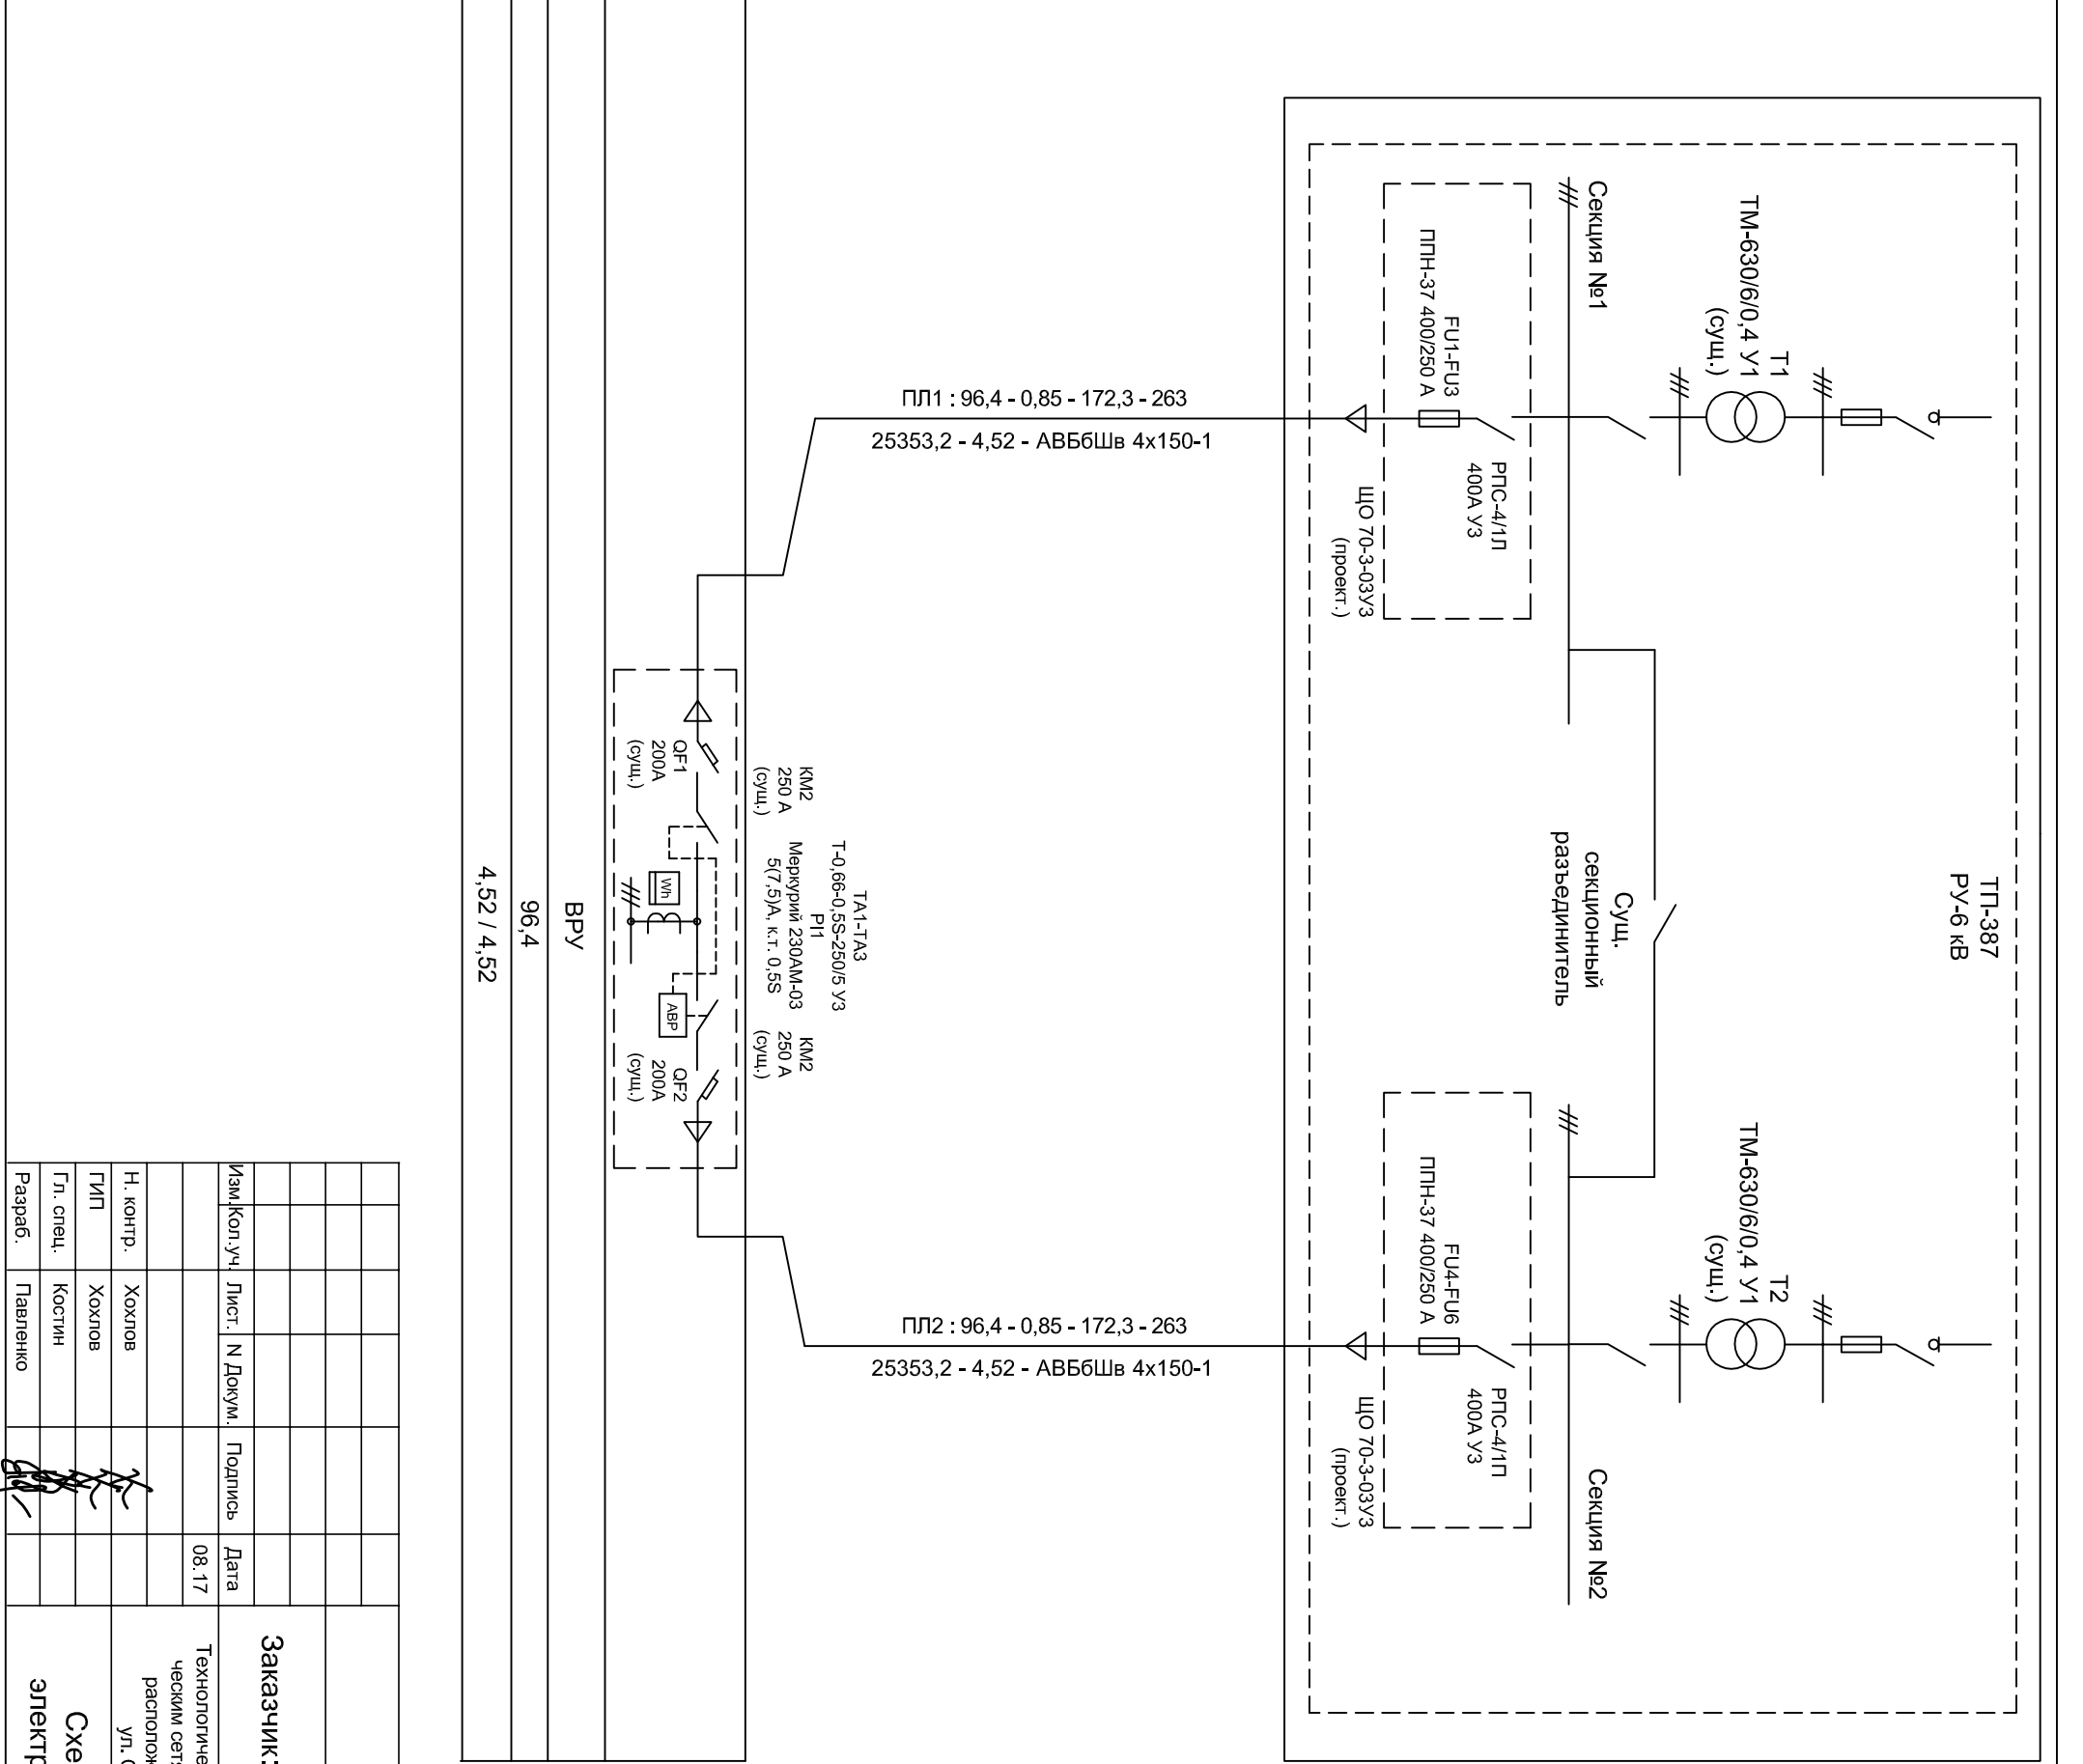 ТП-387
РУ-6 кВ
Т1
ТМ-630/6/0,4 У1
(сущ.)
Т2
ТМ-630/6/0,4 У1
(сущ.)
Секция №1
Сущ.
секционный
разъединитель
Секция №2
РПС-4/1Л
400А У3
FU1-FU3
ППН-37 400/250 А
ЩО 70-3-03У3
(проект.)
РПС-4/1П
400А У3
FU4-FU6
ППН-37 400/250 А
ЩО 70-3-03У3
(проект.)
ПЛ1 : 96,4 - 0,85 - 172,3 - 263
25353,2 - 4,52 - АВБбШв 4х150-1
ПЛ2 : 96,4 - 0,85 - 172,3 - 263
25353,2 - 4,52 - АВБбШв 4х150-1
ТА1-ТА3
Т-0,66-0,5S-250/5 У3
PI1
Меркурий 230АМ-03
5(7,5)А, к.т. 0,5S
КМ2
250 А
(сущ.)
КМ2
250 А
(сущ.)
QF1
200А
(сущ.)
Wh
АВР
QF2
200А
(сущ.)
ВРУ
96,4
4,52 / 4,52
Изм. Кол.уч. Лист. N Докум. Подпись Дата
08.17
Н. контр. Хохлов
ГИП Хохлов
Гл. спец. Костин
Разраб. Павленко
Заказчик:
Технологиче
ческим сетя
располож
ул. С
Схе
электр